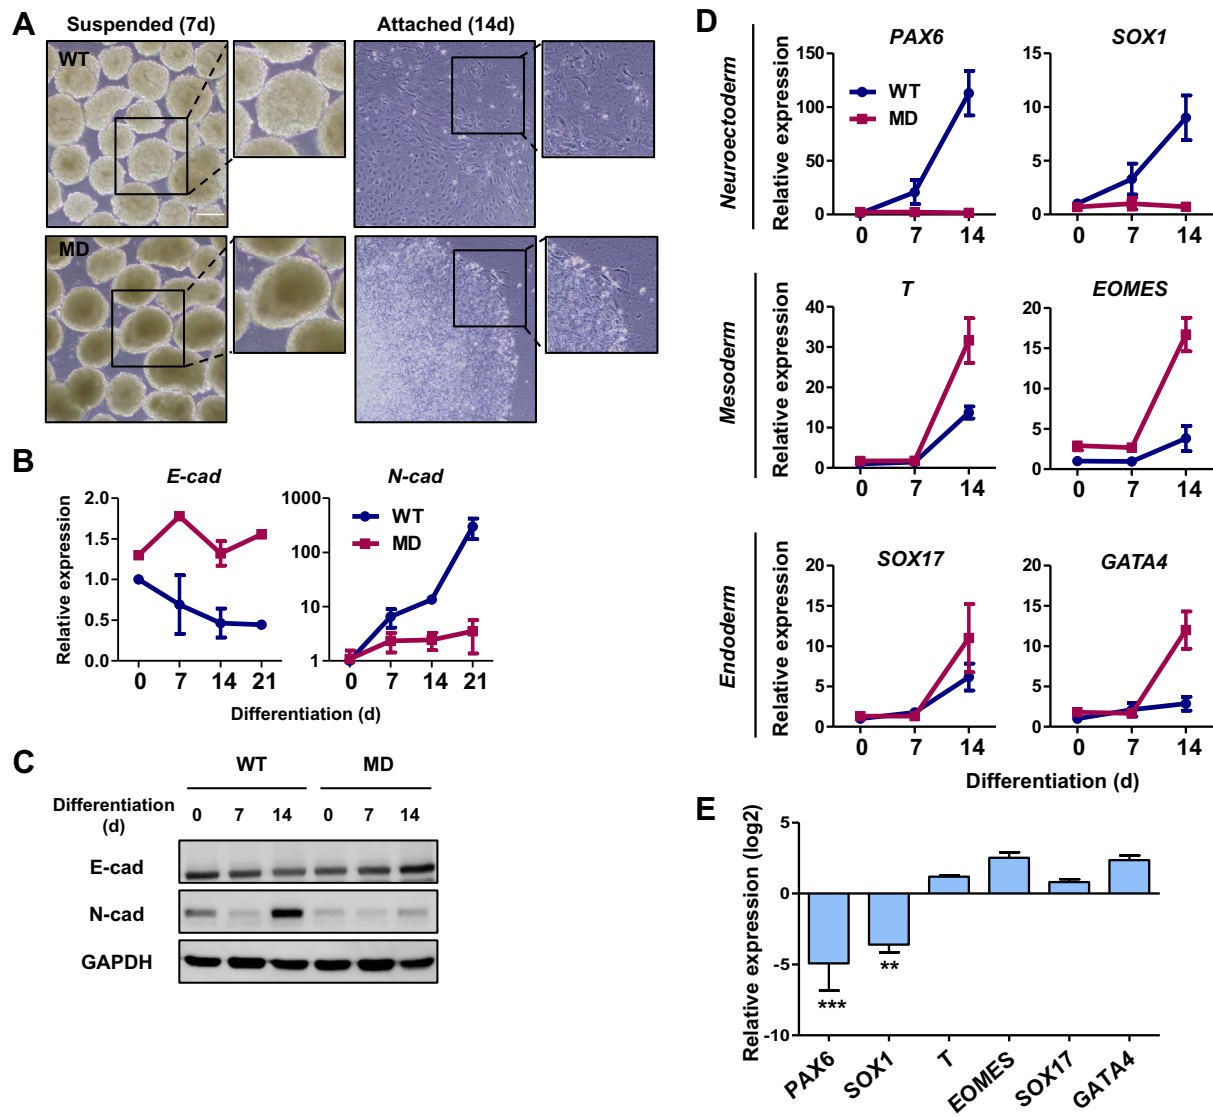 A
Suspended (7d)
Attached (14d)
WT
MD
B
E-cad
N-cad
Relative expression
2.0
1.5
1.0
0.5
0.0
0 7 14 21
1000
100
10
1
WT
MD
0 7 14 21
Differentiation (d)
C
WT MD
Differentiation
(d)
0 7 14 0 7 14
E-cad
N-cad
GAPDH
D
Neuroectoderm
PAX6
Relative expression
150
100
50
0
WT
MD
0 7 14
SOX1
15
10
5
0
0 7 14
Mesoderm
T
Relative expression
40
30
20
10
0
0 7 14
EOMES
20
15
10
5
0
0 7 14
Endoderm
SOX17
Relative expression
20
15
10
5
0
0 7 14
GATA4
20
15
10
5
0
0 7 14
Differentiation (d)
E
Relative expression (log2)
5
0
-5
-10
***
**
PAX6
SOX1
T
EOMES
SOX17
GATA4